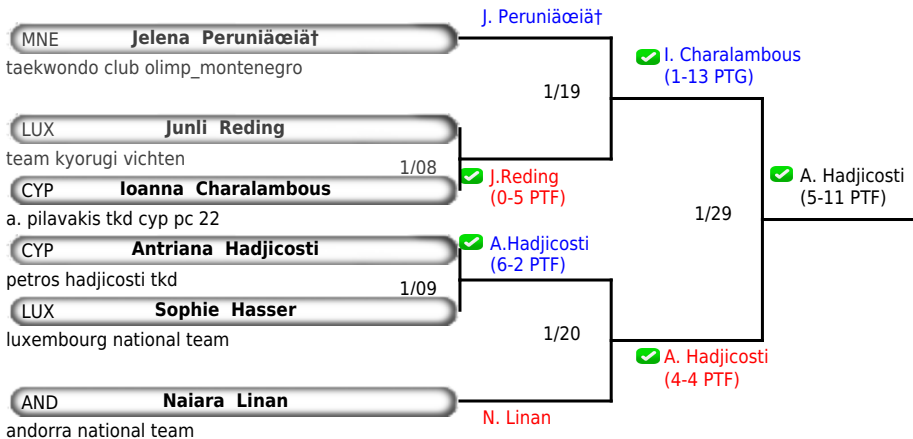 J. Peruniäœiä†
MNE Jelena Peruniäœiä†
taekwondo club olimp_montenegro
I. Charalambous
(1-13 PTG)
1/19
LUX Junli Reding
team kyorugi vichten
1/08
J.Reding
(0-5 PTF)
CYP Ioanna Charalambous
a. pilavakis tkd cyp pc 22
A. Hadjicosti
(5-11 PTF)
1/29
CYP Antriana Hadjicosti
petros hadjicosti tkd
A.Hadjicosti
(6-2 PTF)
1/09
LUX Sophie Hasser
luxembourg national team
1/20
A. Hadjicosti
(4-4 PTF)
AND Naiara Linan
andorra national team
N. Linan